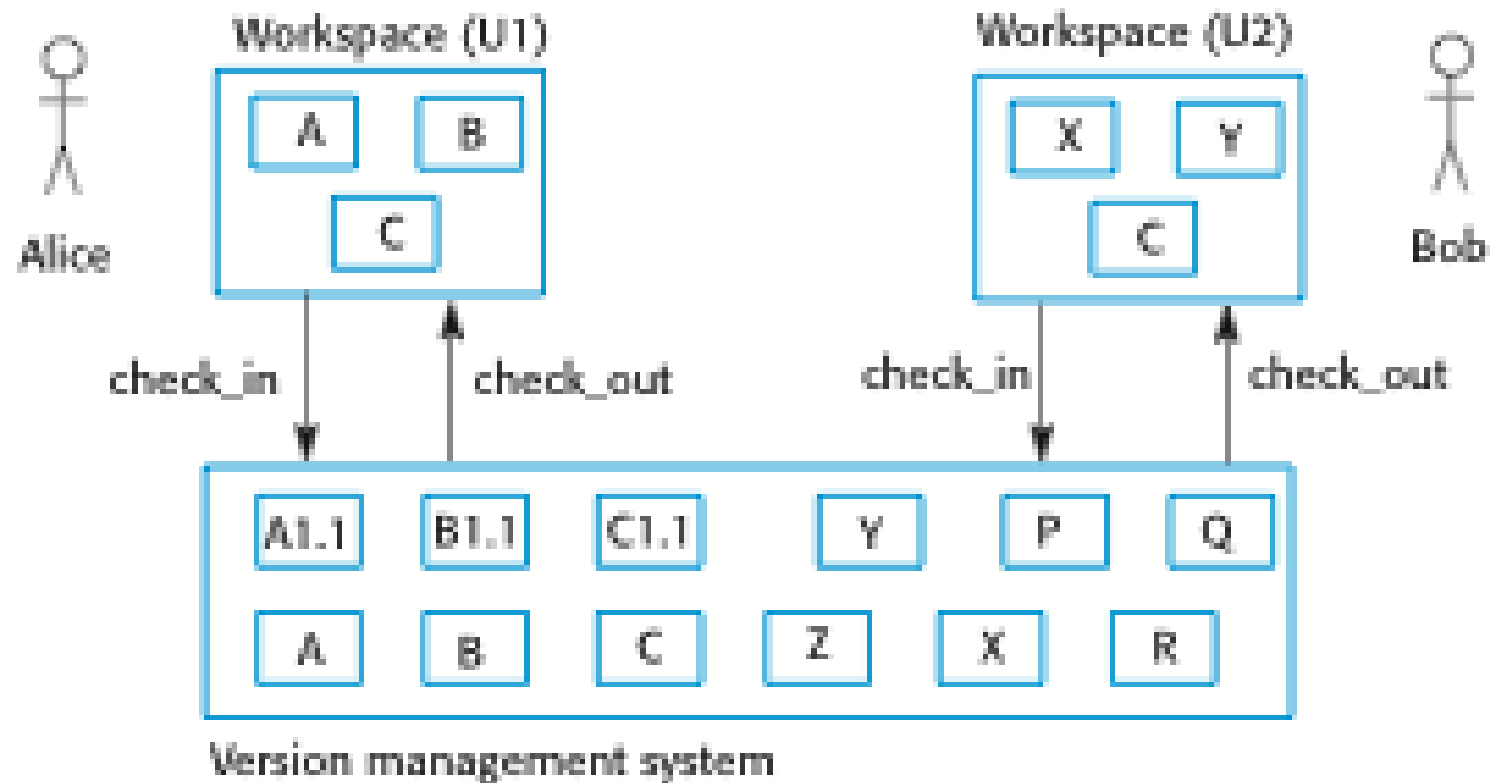 Workspace (U1)
Workspace (U2)
A
B
X
Y
C
C
Alice
Bob
check_in
check_out
check_in
check_out
A1.1
B1.1
C1.1
Y
P
Q
A
B
C
Z
X
R
Version management system